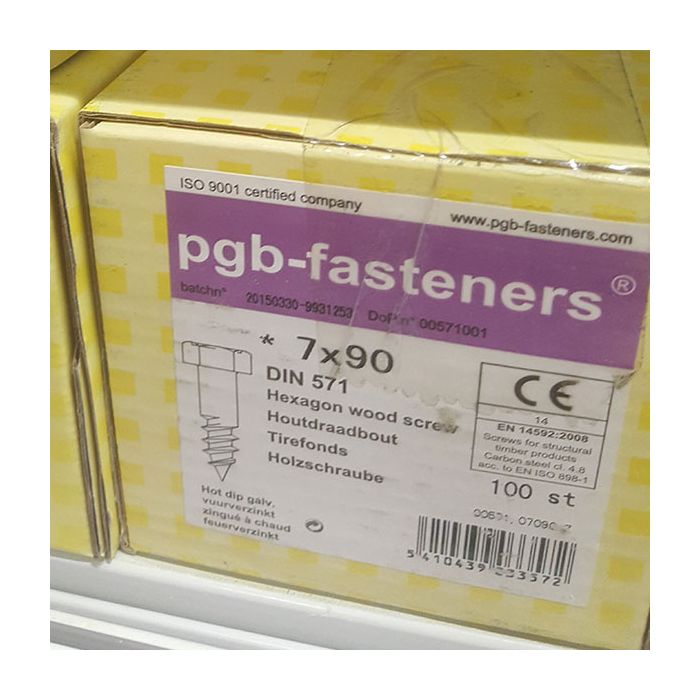 ISO 9001 certified company
www.pgb-fasteners.com
pgb-fasteners®
batchn° 20150330-9931253 DoP n° 00571001
* 7x90
DIN 571
Hexagon wood screw
Houtdraadbout
Tirefonds
Holzschraube
CE
14
EN 14592:2008
Screws for structural
timber products
Carbon steel cl. 4.8
acc. to EN ISO 898-1
100 st
Hot dip galv,
vuurverzinkt
zingué à chaud
feuerverzinkt
5 410439